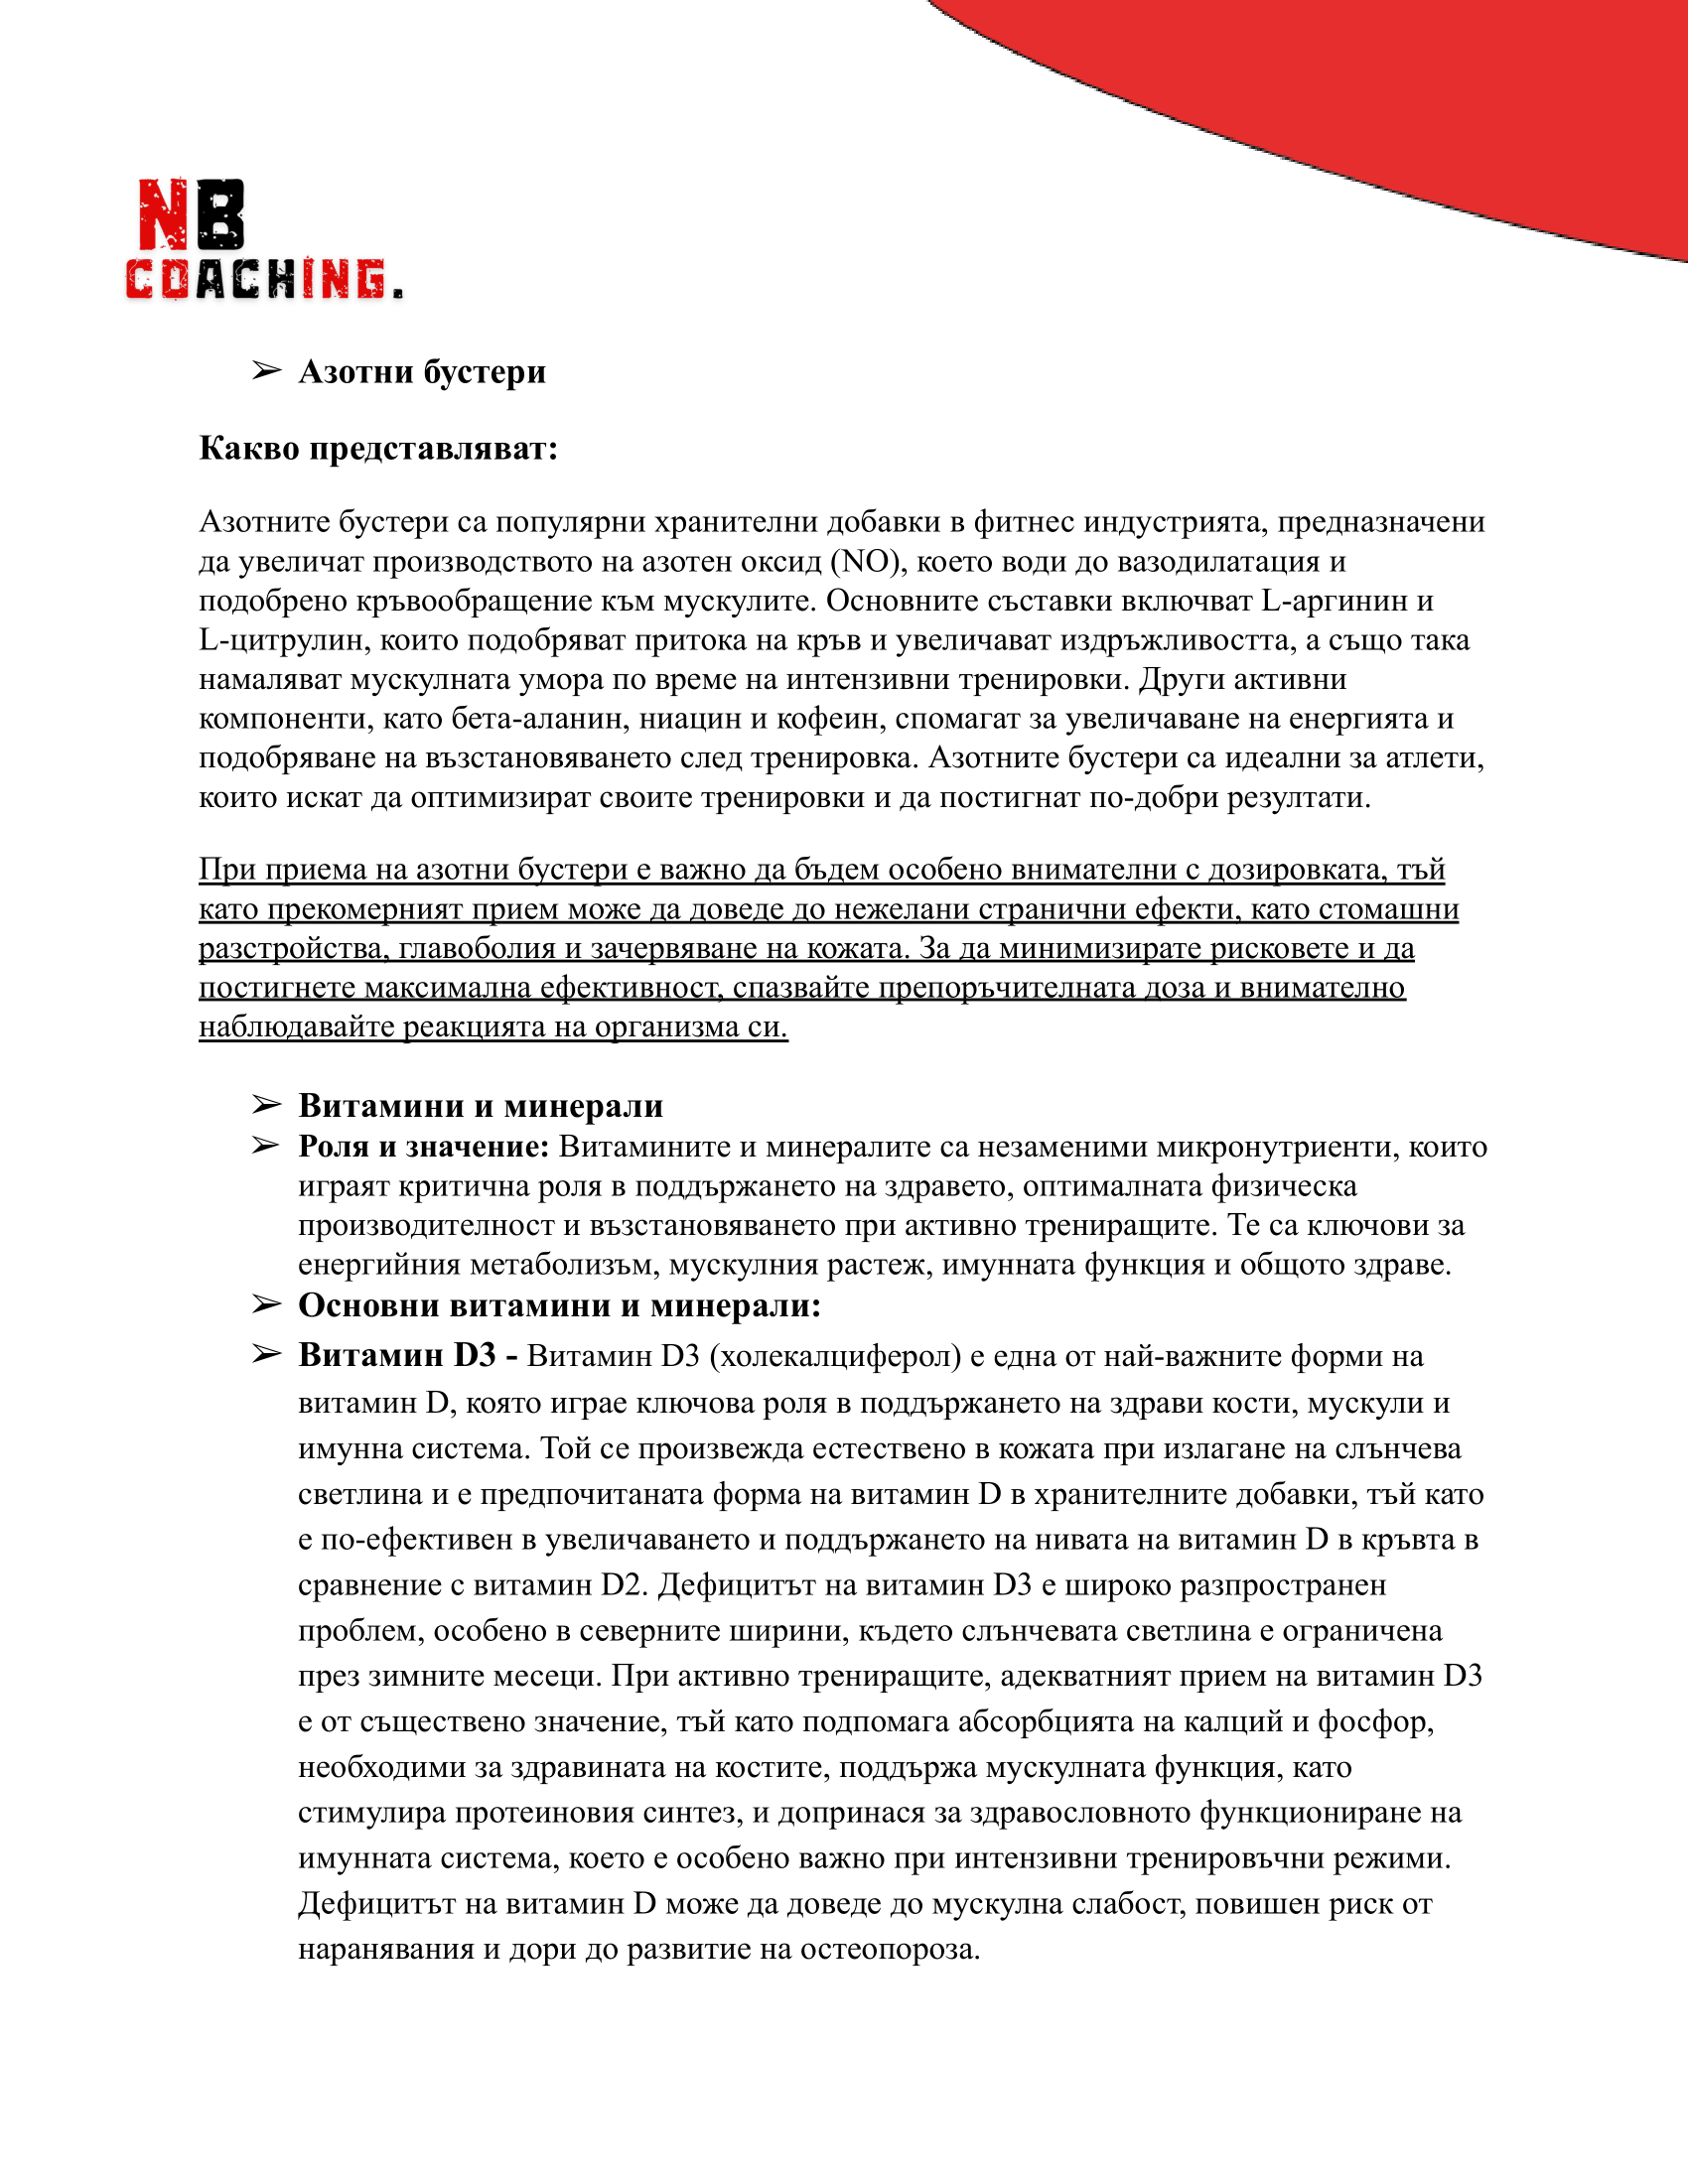 NB
COACHING.
➢ Азотни бустери
Какво представляват:
Азотните бустери са популярни хранителни добавки в фитнес индустрията, предназначени
да увеличат производството на азотен оксид (NO), което води до вазодилатация и
подобрено кръвообращение към мускулите. Основните съставки включват L-аргинин и
L-цитрулин, които подобряват притока на кръв и увеличават издръжливостта, а също така
намаляват мускулната умора по време на интензивни тренировки. Други активни
компоненти, като бета-аланин, ниацин и кофеин, спомагат за увеличаване на енергията и
подобряване на възстановяването след тренировка. Азотните бустери са идеални за атлети,
които искат да оптимизират своите тренировки и да постигнат по-добри резултати.
При приема на азотни бустери е важно да бъдем особено внимателни с дозировката, тъй
като прекомерният прием може да доведе до нежелани странични ефекти, като стомашни
разстройства, главоболия и зачервяване на кожата. За да минимизирате рисковете и да
постигнете максимална ефективност, спазвайте препоръчителната доза и внимателно
наблюдавайте реакцията на организма си.
➢ Витамини и минерали
➢ Роля и значение: Витамините и минералите са незаменими микронутриенти, които
играят критична роля в поддържането на здравето, оптималната физическа
производителност и възстановяването при активно трениращите. Те са ключови за
енергийния метаболизъм, мускулния растеж, имунната функция и общото здраве.
➢ Основни витамини и минерали:
➢ Витамин D3 - Витамин D3 (холекалциферол) е една от най-важните форми на
витамин D, която играе ключова роля в поддържането на здрави кости, мускули и
имунна система. Той се произвежда естествено в кожата при излагане на слънчева
светлина и е предпочитаната форма на витамин D в хранителните добавки, тъй като
е по-ефективен в увеличаването и поддържането на нивата на витамин D в кръвта в
сравнение с витамин D2. Дефицитът на витамин D3 е широко разпространен
проблем, особено в северните ширини, където слънчевата светлина е ограничена
през зимните месеци. При активно трениращите, адекватният прием на витамин D3
е от съществено значение, тъй като подпомага абсорбцията на калций и фосфор,
необходими за здравината на костите, поддържа мускулната функция, като
стимулира протеиновия синтез, и допринася за здравословното функциониране на
имунната система, което е особено важно при интензивни тренировъчни режими.
Дефицитът на витамин D може да доведе до мускулна слабост, повишен риск от
наранявания и дори до развитие на остеопороза.